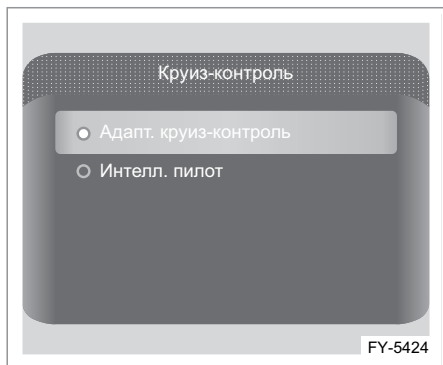 Круиз-контроль
Адапт. круиз-контроль
Интелл. пилот
FY-5424